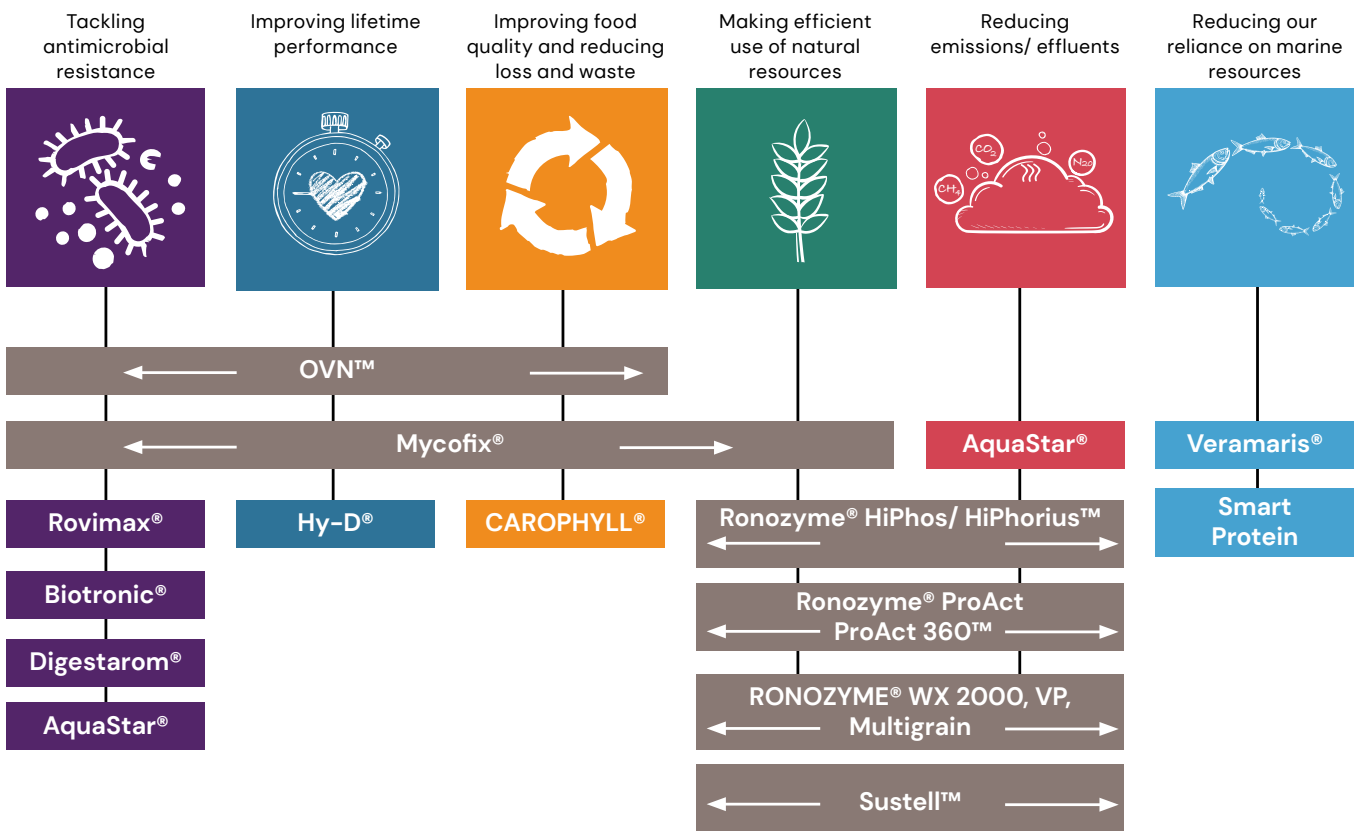 Tackling
antimicrobial
resistance
Improving lifetime
performance
Improving food
quality and reducing
loss and waste
Making efficient
use of natural
resources
Reducing
emissions/ effluents
Reducing our
reliance on marine
resources
CO₂
N₂O
CH₄
OVN™
Mycofix®
AquaStar®
Veramaris®
Rovimax®
Hy-D®
CAROPHYLL®
Ronozyme® HiPhos/ HiPhorius™
Smart
Protein
Biotronic®
Ronozyme® ProAct
ProAct 360™
Digestarom®
RONOZYME® WX 2000, VP,
Multigrain
AquaStar®
Sustell™